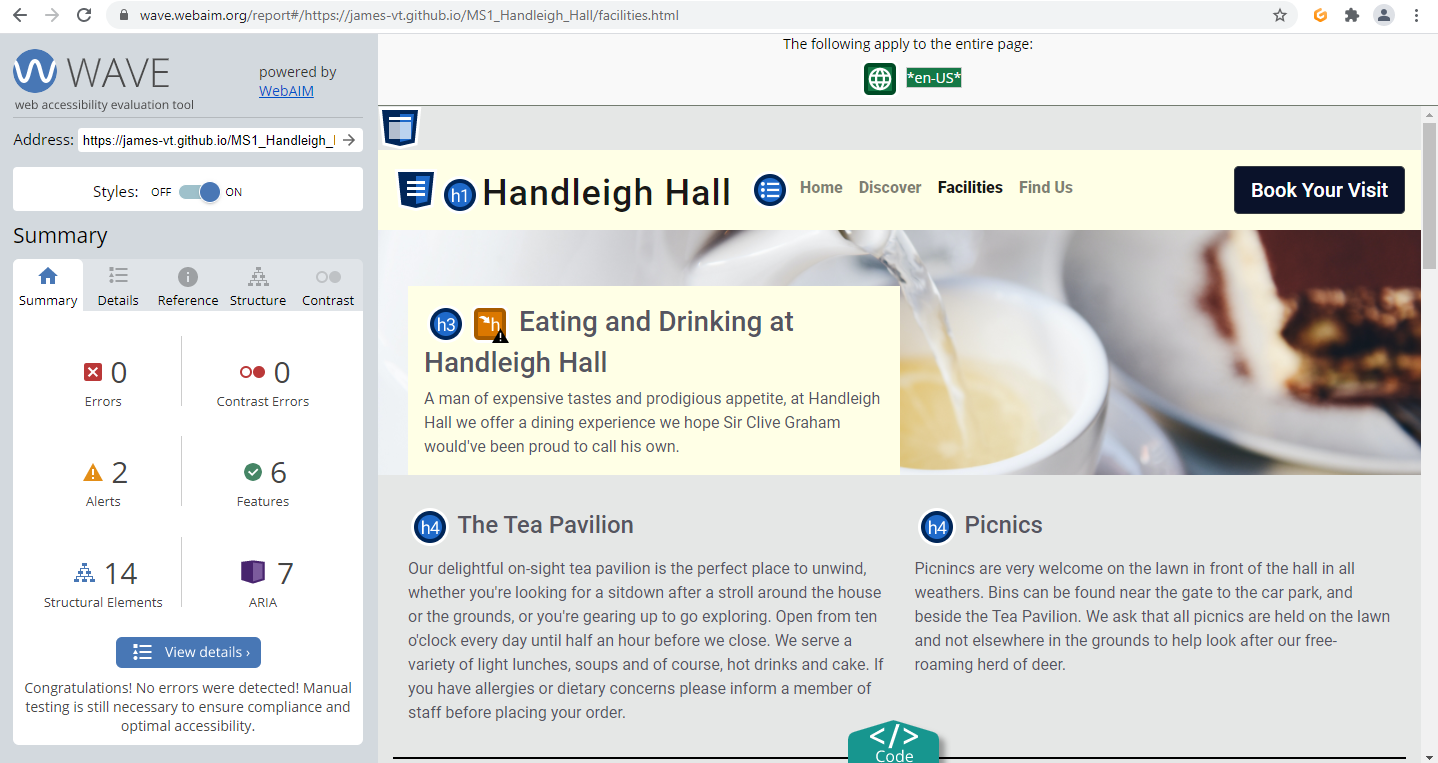 wave.webaim.org/report#/https://james-vt.github.io/MS1_Handleigh_Hall/facilities.html
WAVE
web accessibility evaluation tool
powered by
WebAIM
Address: https://james-vt.github.io/MS1_Handleigh_
Styles: OFF ON
Summary
Summary Details Reference Structure Contrast
0
Errors
0
Contrast Errors
2
Alerts
6
Features
14
Structural Elements
7
ARIA
View details ›
Congratulations! No errors were detected! Manual
testing is still necessary to ensure compliance and
optimal accessibility.
The following apply to the entire page:
*en-US*
h1 Handleigh Hall
Home Discover Facilities Find Us
Book Your Visit
h3 h Eating and Drinking at
Handleigh Hall
A man of expensive tastes and prodigious appetite, at Handleigh
Hall we offer a dining experience we hope Sir Clive Graham
would've been proud to call his own.
h4 The Tea Pavilion
Our delightful on-sight tea pavilion is the perfect place to unwind,
whether you're looking for a sitdown after a stroll around the house
or the grounds, or you're gearing up to go exploring. Open from ten
o'clock every day until half an hour before we close. We serve a
variety of light lunches, soups and of course, hot drinks and cake. If
you have allergies or dietary concerns please inform a member of
staff before placing your order.
h4 Picnics
Picnincs are very welcome on the lawn in front of the hall in all
weathers. Bins can be found near the gate to the car park, and
beside the Tea Pavilion. We ask that all picnics are held on the lawn
and not elsewhere in the grounds to help look after our free-
roaming herd of deer.
</> Code